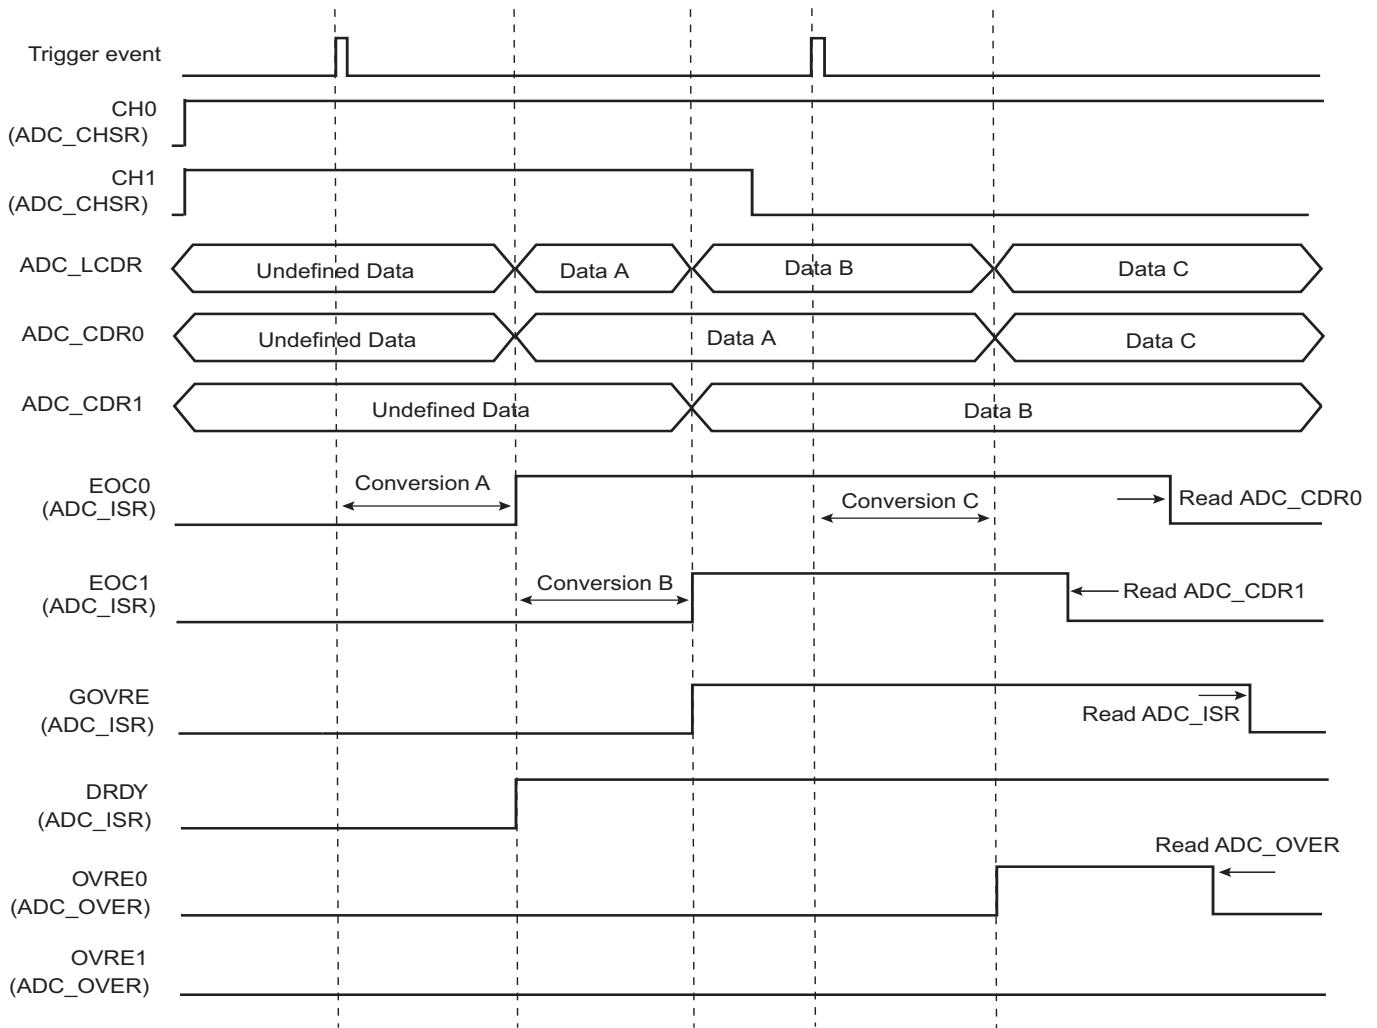 Trigger event
CH0
(ADC_CHSR)
CH1
(ADC_CHSR)
ADC_LCDR
Undefined Data
Data A
Data B
Data C
ADC_CDR0
Undefined Data
Data A
Data C
ADC_CDR1
Undefined Data
Data B
EOC0
(ADC_ISR)
Conversion A
Conversion C
Read ADC_CDR0
EOC1
(ADC_ISR)
Conversion B
Read ADC_CDR1
GOVRE
(ADC_ISR)
Read ADC_ISR
DRDY
(ADC_ISR)
Read ADC_OVER
OVRE0
(ADC_OVER)
OVRE1
(ADC_OVER)